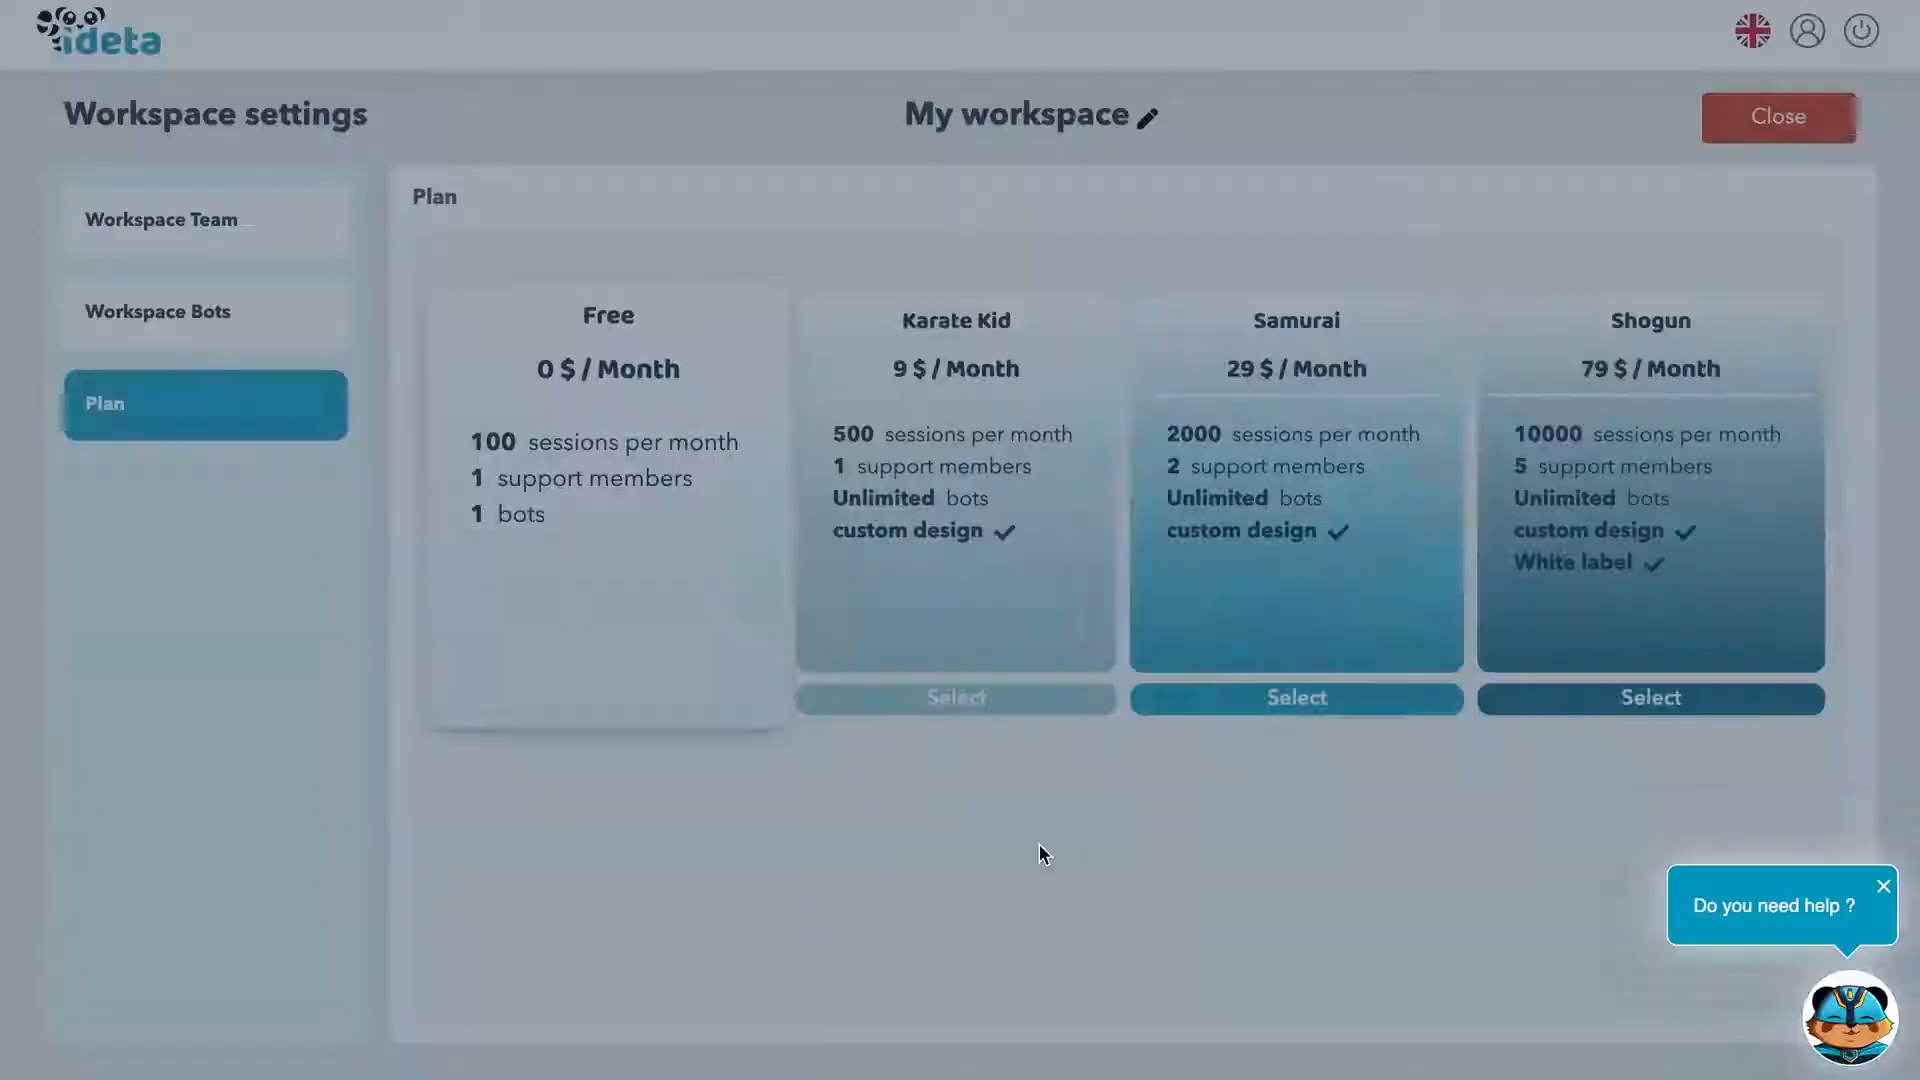 ideta
Workspace settings
My workspace
Close
Workspace Team
Workspace Bots
Plan
Plan
Free
0 $ / Month
100 sessions per month
1 support members
1 bots
Karate Kid
9 $ / Month
500 sessions per month
1 support members
Unlimited bots
custom design
Select
Samurai
29 $ / Month
2000 sessions per month
2 support members
Unlimited bots
custom design
Select
Shogun
79 $ / Month
10000 sessions per month
5 support members
Unlimited bots
custom design
White label
Select
Do you need help ?